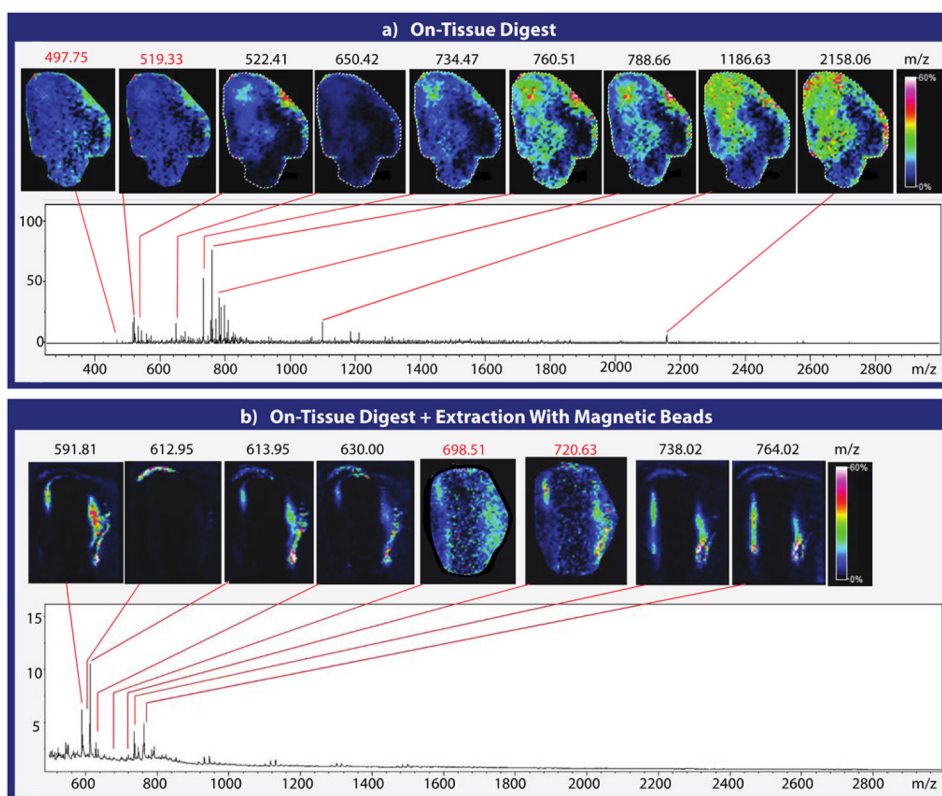 a) On-Tissue Digest
497.75 519.33 522.41 650.42 734.47 760.51 788.66 1186.63 2158.06 m/z
60%
0%
100
50
0
400 600 800 1000 1200 1400 1600 1800 2000 2200 2400 2600 2800 m/z
b) On-Tissue Digest + Extraction With Magnetic Beads
591.81 612.95 613.95 630.00 698.51 720.63 738.02 764.02 m/z
60%
0%
15
10
5
600 800 1000 1200 1400 1600 1800 2000 2200 2400 2600 2800 m/z